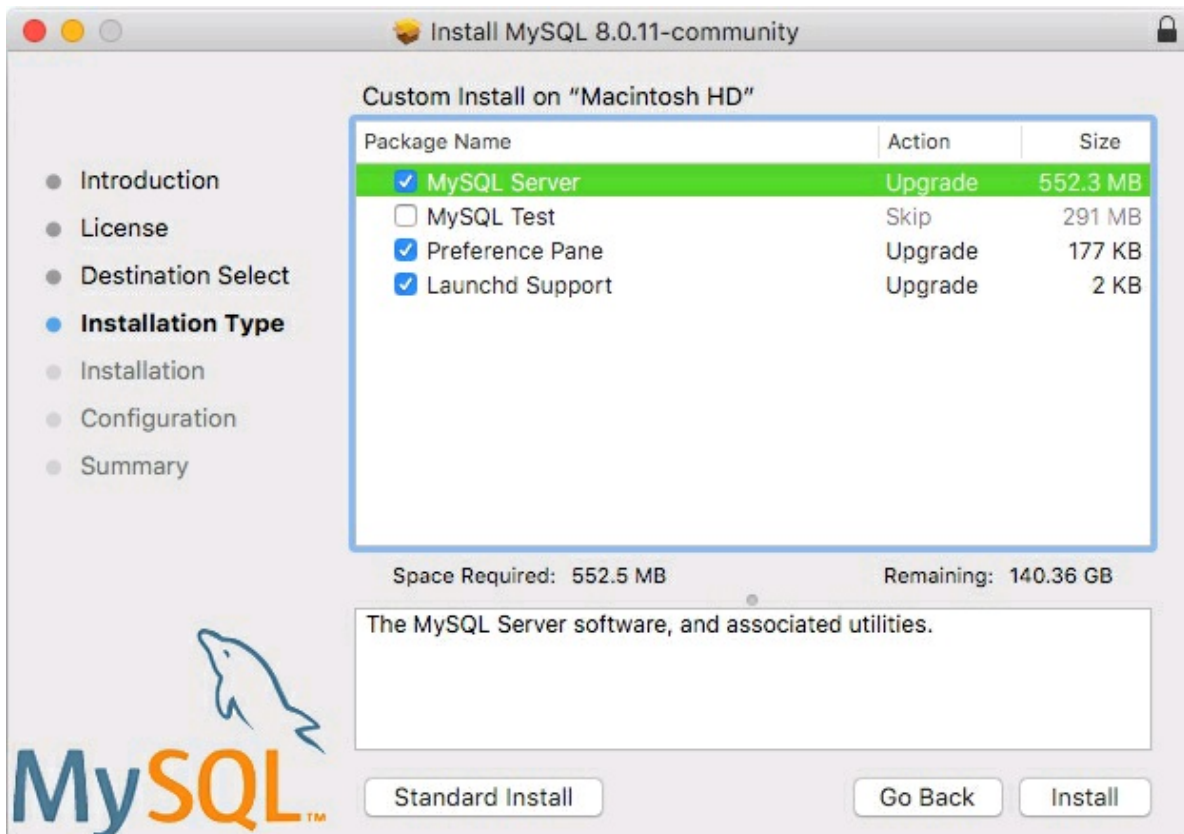 Install MySQL 8.0.11-community
Introduction
License
Destination Select
Installation Type
Installation
Configuration
Summary
Custom Install on “Macintosh HD”
Package Name Action Size
MySQL Server Upgrade 552.3 MB
MySQL Test Skip 291 MB
Preference Pane Upgrade 177 KB
Launchd Support Upgrade 2 KB
Space Required: 552.5 MB Remaining: 140.36 GB
The MySQL Server software, and associated utilities.
MySQL™
Standard Install Go Back Install